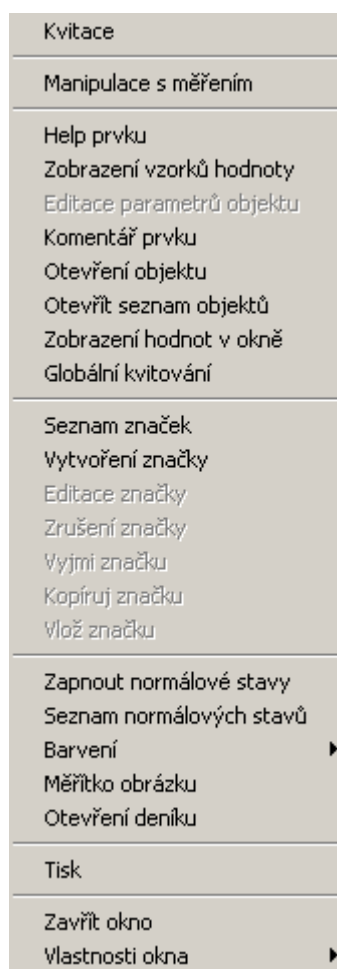 Kvitace
Manipulace s měřením
Help prvku
Zobrazení vzorků hodnoty
Editace parametrů objektu
Komentář prvku
Otevření objektu
Otevřít seznam objektů
Zobrazení hodnot v okně
Globální kvitování
Seznam značek
Vytvoření značky
Editace značky
Zrušení značky
Vyjmi značku
Kopíruj značku
Vlož značku
Zapnout normálové stavy
Seznam normálových stavů
Barvení
Měřítko obrázku
Otevření deníku
Tisk
Zavřít okno
Vlastnosti okna